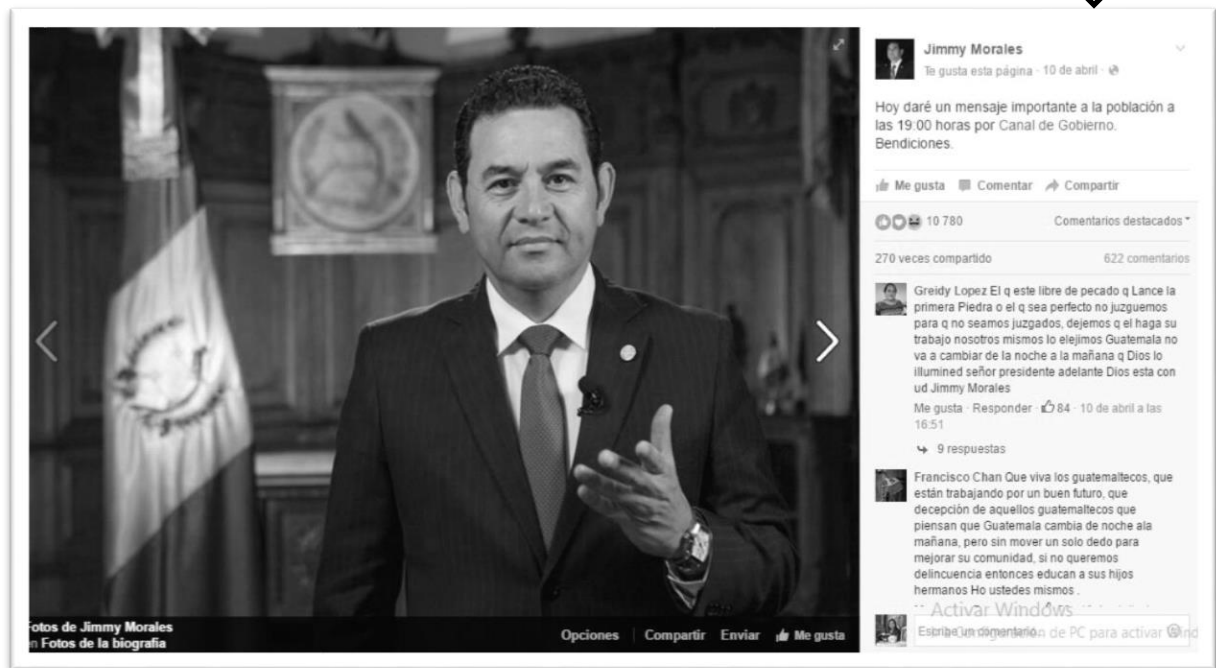 Jimmy Morales
Te gusta esta página · 10 de abril ·
Hoy daré un mensaje importante a la población a
las 19:00 horas por Canal de Gobierno.
Bendiciones.
Me gusta Comentar Compartir
10 780 Comentarios destacados
270 veces compartido 622 comentarios
Greidy Lopez El q este libre de pecado q Lance la
primera Piedra o el q sea perfecto no juzguemos
para q no seamos juzgados, dejemos q el haga su
trabajo nosotros mismos lo elejimos Guatemala no
va a cambiar de la noche a la mañana q Dios lo
illumined señor presidente adelante Dios esta con
ud Jimmy Morales
Me gusta · Responder · 84 · 10 de abril a las
16:51
9 respuestas
Francisco Chan Que viva los guatemaltecos, que
están trabajando por un buen futuro, que
decepción de aquellos guatemaltecos que
piensan que Guatemala cambia de noche ala
mañana, pero sin mover un solo dedo para
mejorar su comunidad, si no queremos
delincuencia entonces educan a sus hijos
hermanos Ho ustedes mismos .
Activar Windows
Escribe un comentario...
de PC para activar
otos de Jimmy Morales
n Fotos de la biografía
Opciones Compartir Enviar Me gusta